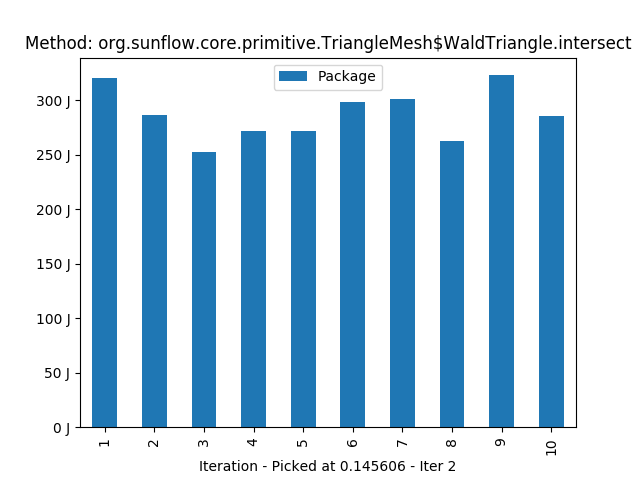 Method: org.sunflow.core.primitive.TriangleMesh$WaldTriangle.intersect
Package
300 J
250 J
200 J
150 J
100 J
50 J
0 J
1 2 3 4 5 6 7 8 9 10
Iteration - Picked at 0.145606 - Iter 2